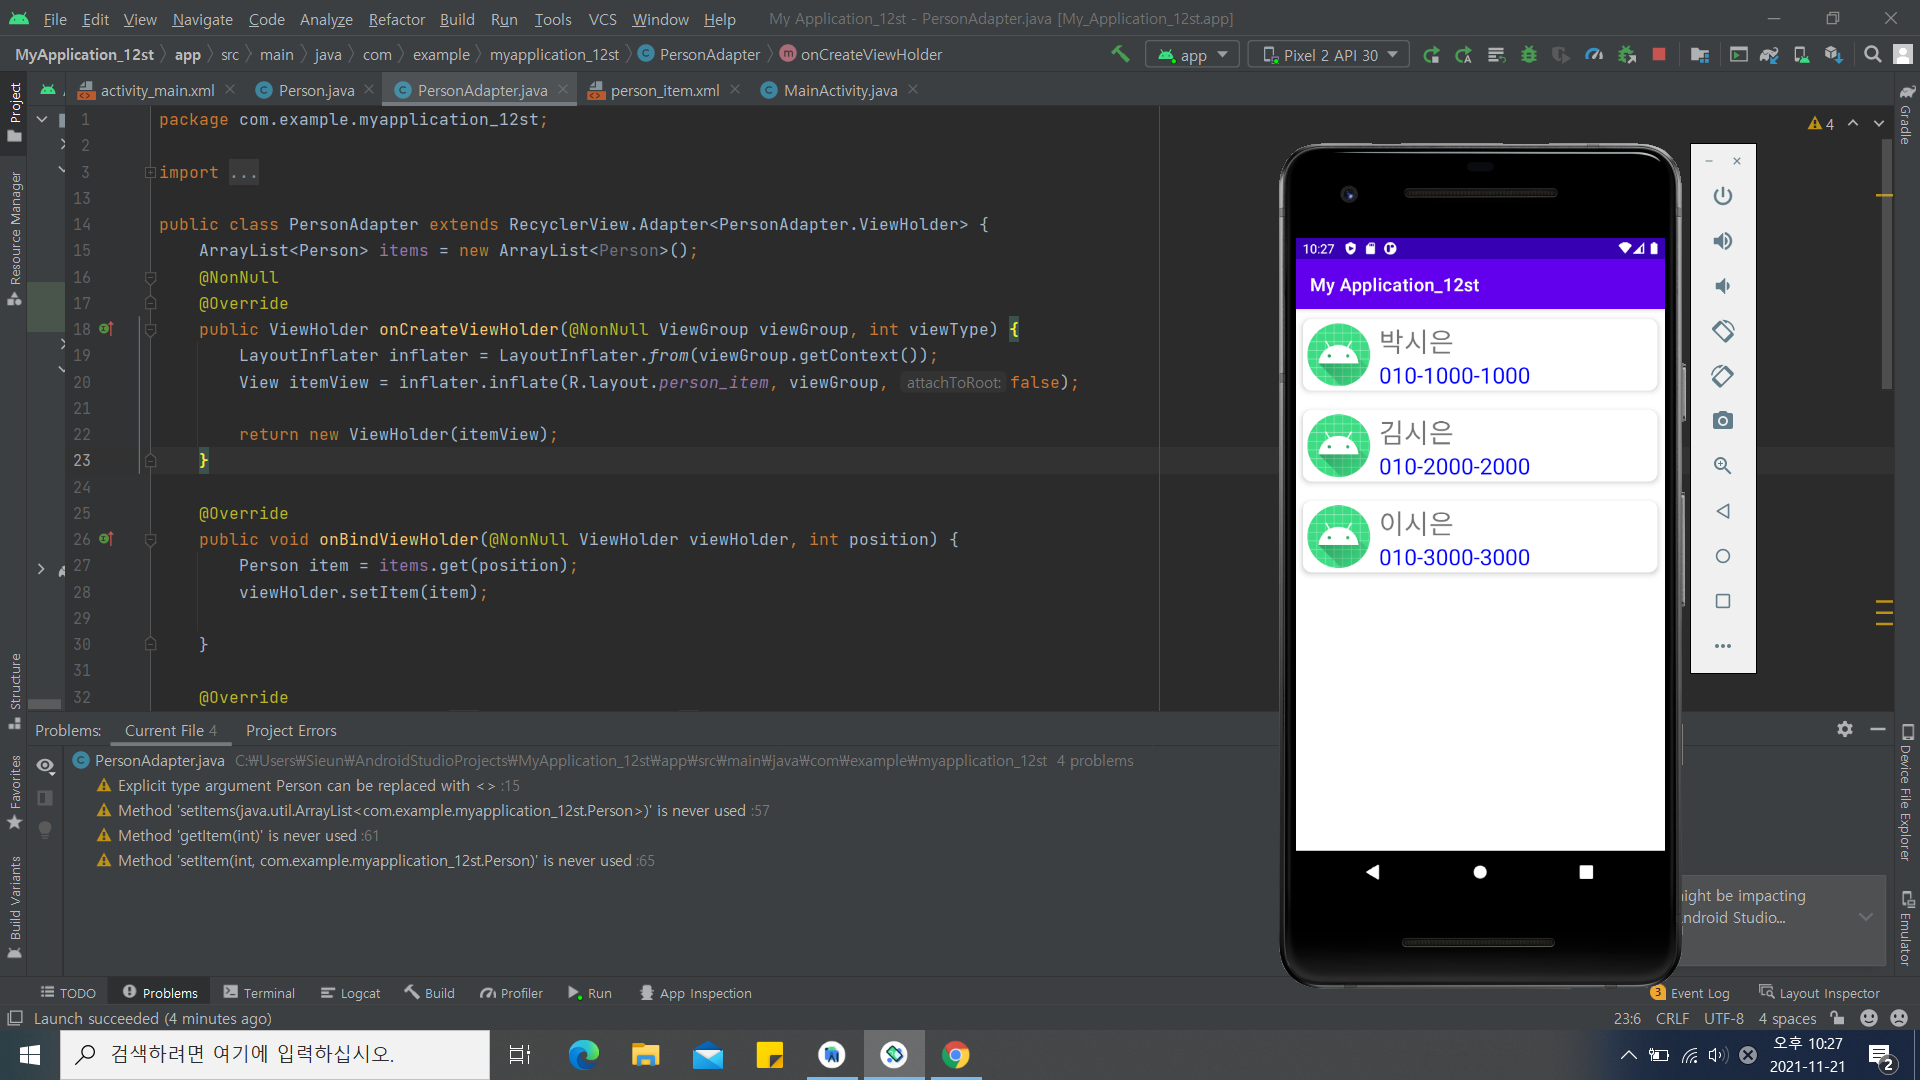 File Edit View Navigate Code Analyze Refactor Build Run Tools VCS Window Help My Application_12st - PersonAdapter.java [My_Application_12st.app]
MyApplication_12st app src main java com example myapplication_12st PersonAdapter onCreateViewHolder app Pixel 2 API 30
activity_main.xml Person.java PersonAdapter.java person_item.xml MainActivity.java
Project
Resource Manager
Structure
Favorites
Build Variants
Gradle
Device File Explorer
Emulator
4
1 package com.example.myapplication_12st;
2
3 import ...
13
14 public class PersonAdapter extends RecyclerView.Adapter<PersonAdapter.ViewHolder> {
15 ArrayList<Person> items = new ArrayList<Person>();
16 @NonNull
17 @Override
18 public ViewHolder onCreateViewHolder(@NonNull ViewGroup viewGroup, int viewType) {
19 LayoutInflater inflater = LayoutInflater.from(viewGroup.getContext());
20 View itemView = inflater.inflate(R.layout.person_item, viewGroup, attachToRoot: false);
21
22 return new ViewHolder(itemView);
23 }
24
25 @Override
26 public void onBindViewHolder(@NonNull ViewHolder viewHolder, int position) {
27 Person item = items.get(position);
28 viewHolder.setItem(item);
29
30 }
31
32 @Override
10:27
My Application_12st
박시은
010-1000-1000
김시은
010-2000-2000
이시은
010-3000-3000
Problems: Current File 4 Project Errors
PersonAdapter.java C:₩Users₩Sieun₩AndroidStudioProjects₩MyApplication_12st₩app₩src₩main₩java₩com₩example₩myapplication_12st 4 problems
Explicit type argument Person can be replaced with <> :15
Method 'setItems(java.util.ArrayList<com.example.myapplication_12st.Person>)' is never used :57
Method 'getItem(int)' is never used :61
Method 'setItem(int, com.example.myapplication_12st.Person)' is never used :65
ight be impacting
ndroid Studio...
TODO Problems Terminal Logcat Build Profiler Run App Inspection 3 Event Log Layout Inspector
Launch succeeded (4 minutes ago) 23:6 CRLF UTF-8 4 spaces
검색하려면 여기에 입력하십시오.
오후 10:27
2021-11-21
2